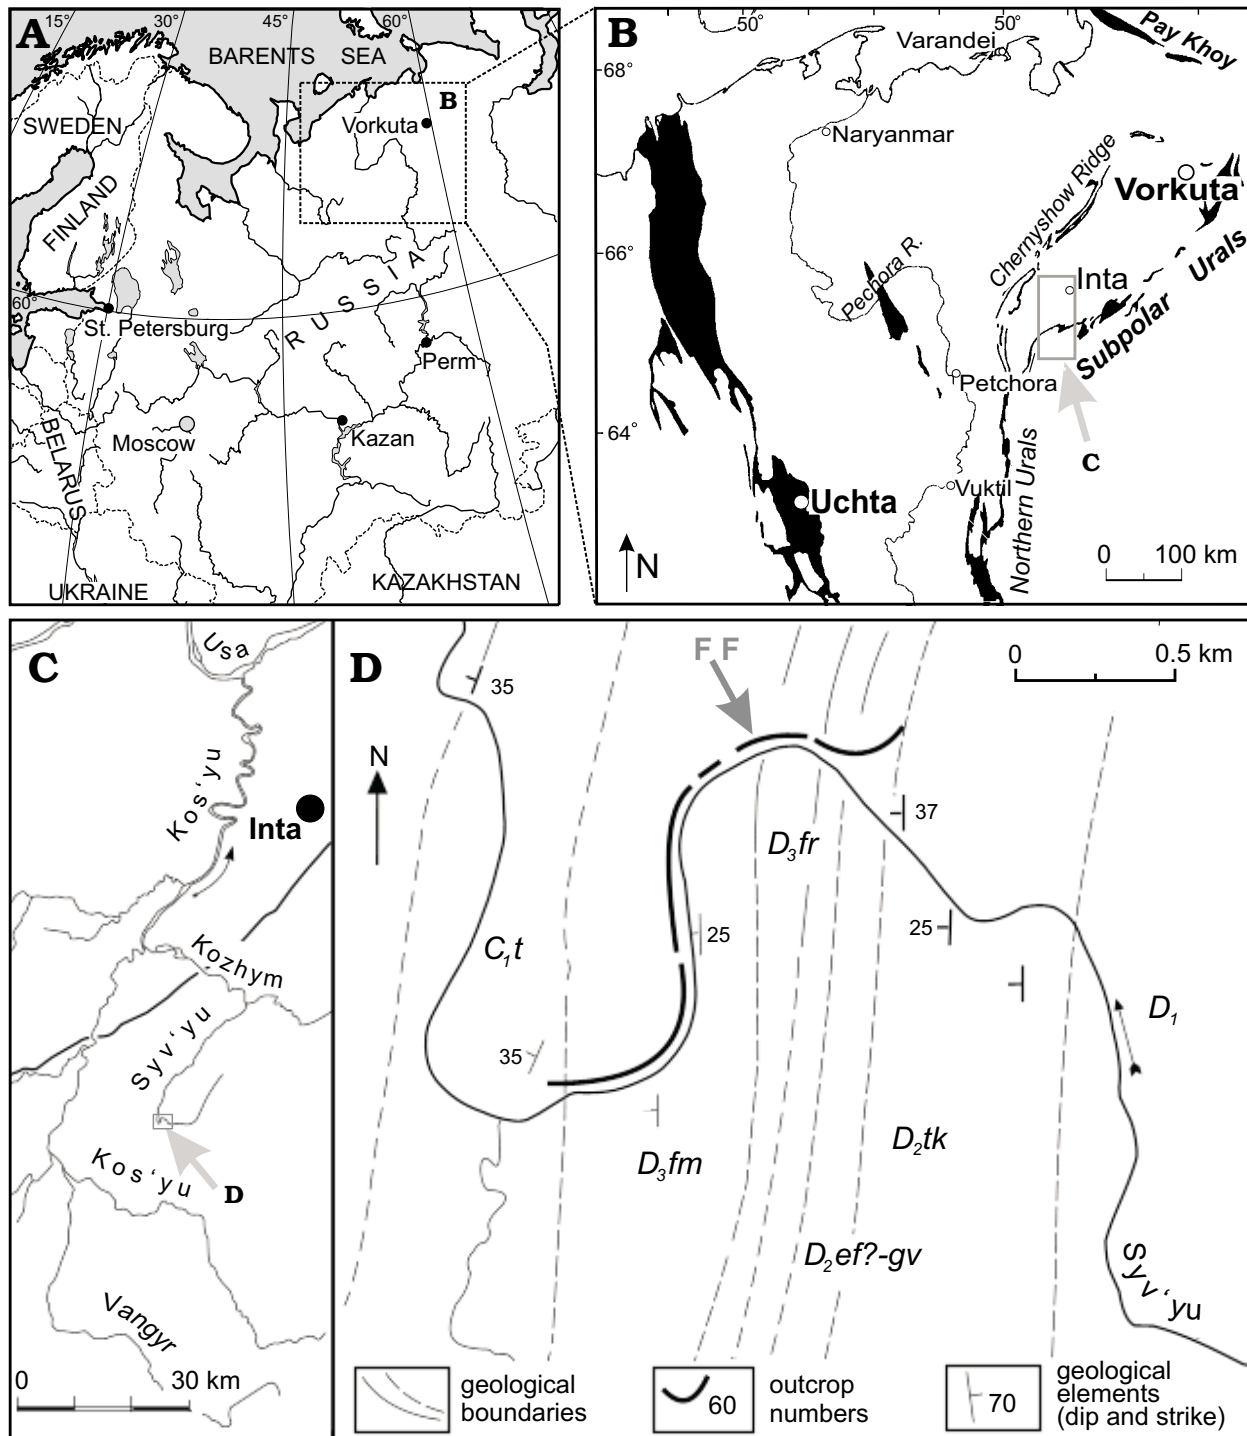 A
15°
30°
45°
60°
BARENTS SEA
B
SWEDEN
Vorkuta
FINLAND
60°
St. Petersburg
RUSSIA
Perm
BELARUS
Moscow
Kazan
UKRAINE
KAZAKHSTAN
B
50°
50°
Pay Khoy
Varandei
68°
Naryanmar
Chernyshow Ridge
Vorkuta
66°
Pechora R.
Inta
Subpolar Urals
Petchora
64°
C
Vuktil
Uchta
Northern Urals
N
0 100 km
C
Usa
Kos'yu
Inta
Kozhym
Syv'yu
Kos'yu
D
Vangyr
0 30 km
D
F F
0 0.5 km
35
N
37
D₃fr
25
25
C₁t
D₁
35
D₂tk
D₃fm
D₂ef?-gv
Syv'yu
geological
boundaries
60
outcrop
numbers
70
geological
elements
(dip and strike)